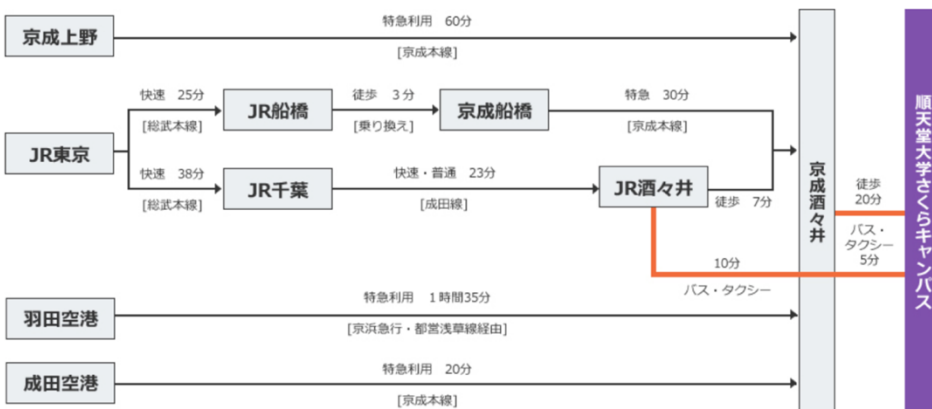 京成上野
特急利用　60分
[京成本線]
JR東京
快速　25分
[総武本線]
JR船橋
徒歩　3分
[乗り換え]
京成船橋
特急　30分
[京成本線]
快速　38分
[総武本線]
JR千葉
快速・普通　23分
[成田線]
JR酒々井
徒歩　7分
10分
バス・タクシー
羽田空港
特急利用　1時間35分
[京浜急行・都営浅草線経由]
成田空港
特急利用　20分
[京成本線]
京成酒々井
徒歩
20分
バス・
タクシー
5分
順天堂大学さくらキャンパス